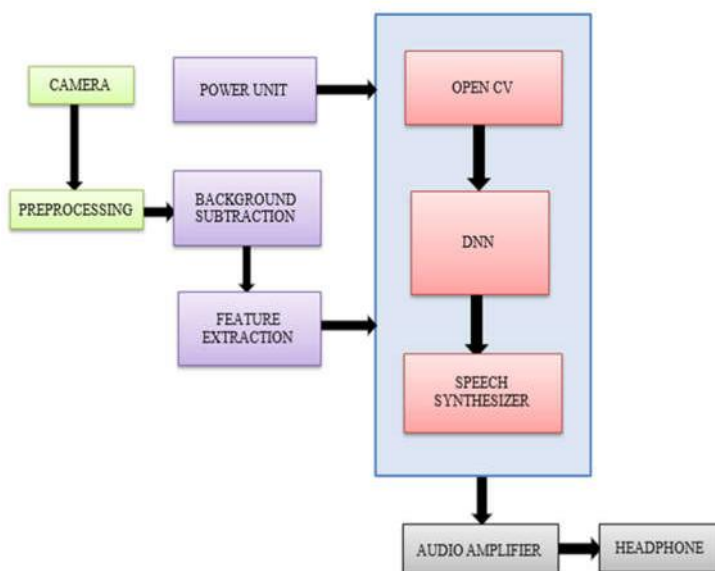 CAMERA
POWER UNIT
OPEN CV
PREPROCESSING
BACKGROUND
SUBTRACTION
DNN
FEATURE
EXTRACTION
SPEECH
SYNTHESIZER
AUDIO AMPLIFIER
HEADPHONE